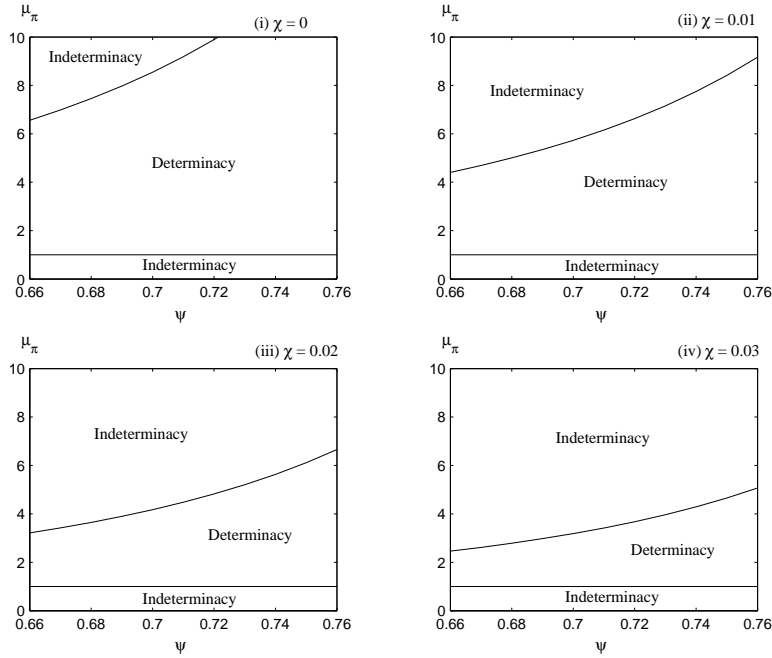 μπ
(i) χ = 0
10
8
6
4
2
0
Indeterminacy
Determinacy
Indeterminacy
0.66 0.68 0.7 0.72 0.74 0.76
ψ
μπ
(ii) χ = 0.01
10
8
6
4
2
0
Indeterminacy
Determinacy
Indeterminacy
0.66 0.68 0.7 0.72 0.74 0.76
ψ
μπ
(iii) χ = 0.02
10
8
6
4
2
0
Indeterminacy
Determinacy
Indeterminacy
0.66 0.68 0.7 0.72 0.74 0.76
ψ
μπ
(iv) χ = 0.03
10
8
6
4
2
0
Indeterminacy
Determinacy
Indeterminacy
0.66 0.68 0.7 0.72 0.74 0.76
ψ